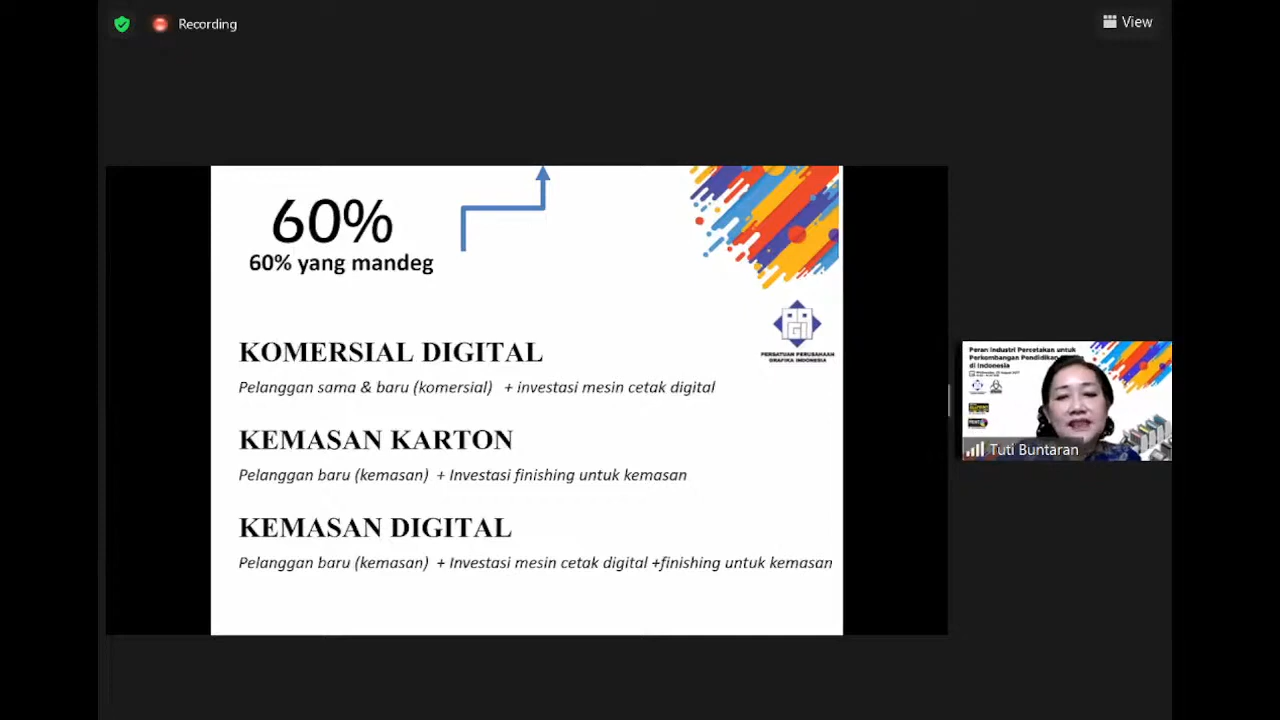 Recording
View
60%
60% yang mandeg
PERSATUAN PERUSAHAAN
GRAFIKA INDONESIA
KOMERSIAL DIGITAL
Pelanggan sama & baru (komersial) + investasi mesin cetak digital
KEMASAN KARTON
Pelanggan baru (kemasan) + Investasi finishing untuk kemasan
KEMASAN DIGITAL
Pelanggan baru (kemasan) + Investasi mesin cetak digital +finishing untuk kemasan
Peran Industri Percetakan untuk
Perkembangan Pendidikan
di Indonesia
Tuti Buntaran